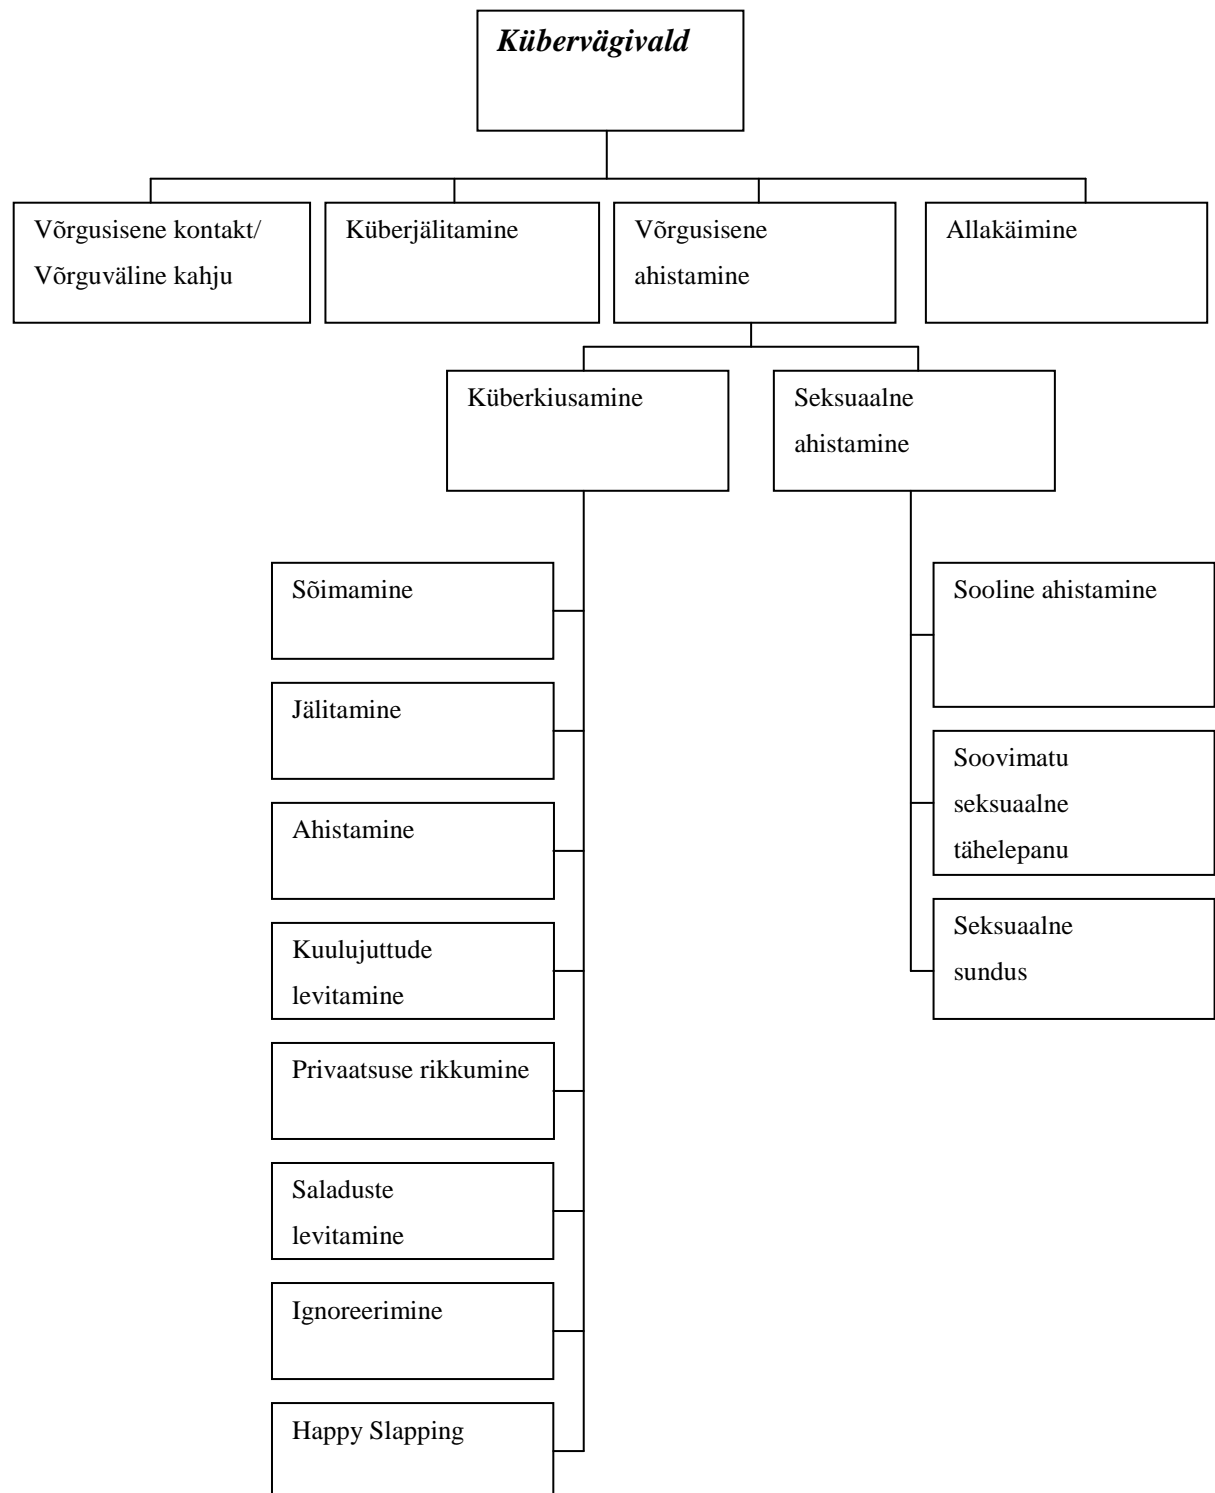 Kübervägivald
Võrgusisene kontakt/
Võrguväline kahju
Küberjälitamine
Võrgusisene
ahistamine
Allakäimine
Küberkiusamine
Seksuaalne
ahistamine
Sõimamine
Jälitamine
Ahistamine
Kuulujuttude
levitamine
Privaatsuse rikkumine
Saladuste
levitamine
Ignoreerimine
Happy Slapping
Sooline ahistamine
Soovimatu
seksuaalne
tähelepanu
Seksuaalne
sundus